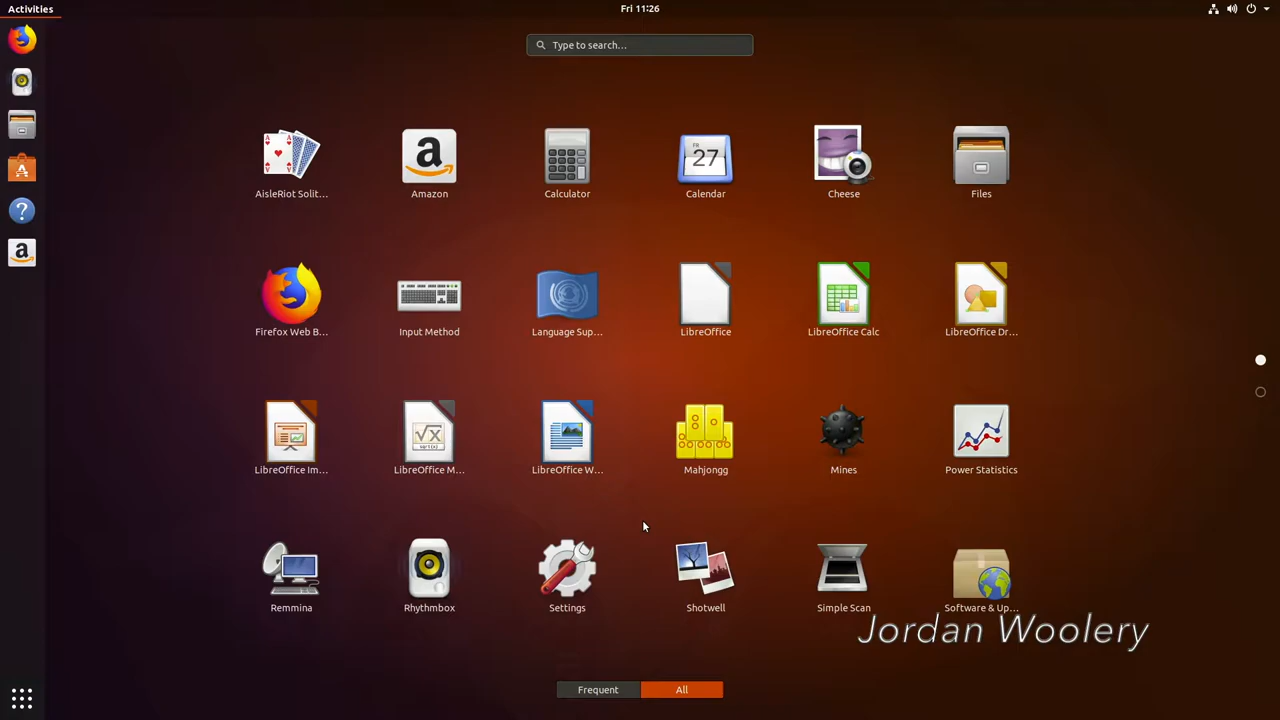 Activities
Fri 11:26
Type to search...
AisleRiot Solit...
Amazon
Calculator
FRI
27
Calendar
Cheese
Files
Firefox Web B...
Input Method
Language Sup...
LibreOffice
LibreOffice Calc
LibreOffice Dr...
LibreOffice Im...
LibreOffice M...
LibreOffice W...
Mahjongg
Mines
Power Statistics
Remmina
Rhythmbox
Settings
Shotwell
Simple Scan
Software & Up...
Jordan Woolery
Frequent
All